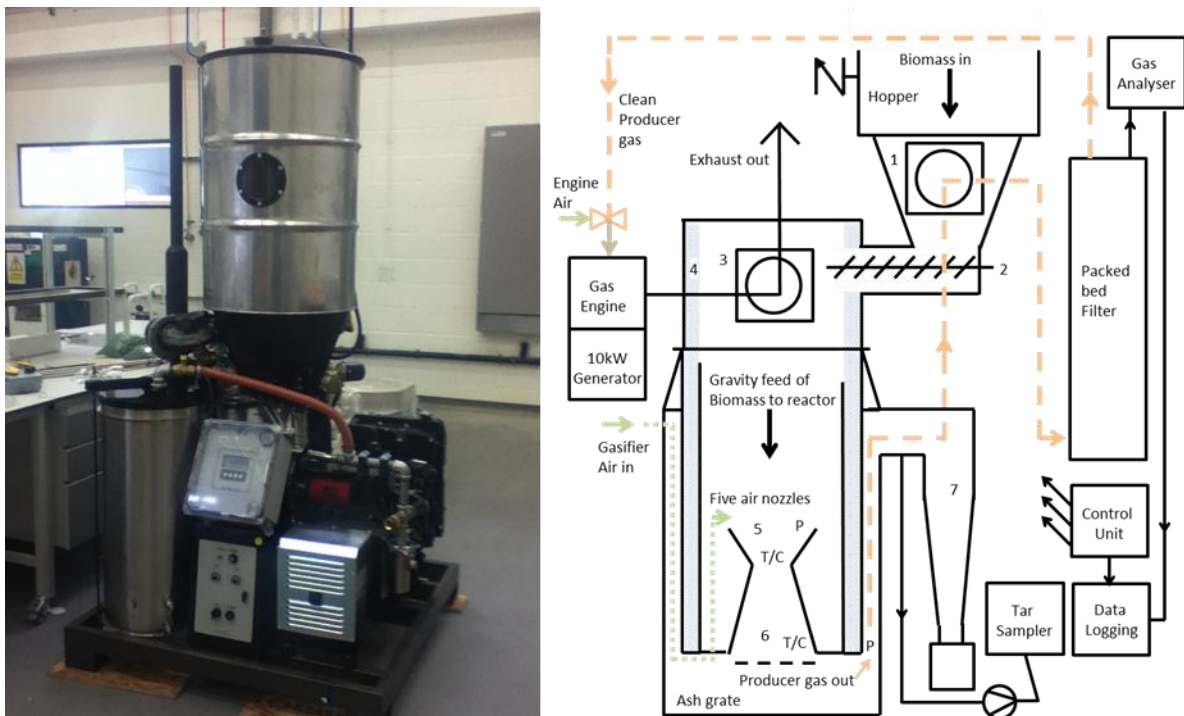 Biomass in
Hopper
Gas
Analyser
Clean
Producer
gas
Exhaust out
1
Engine
Air
4
3
2
Gas
Engine
Packed
bed
Filter
10kW
Generator
Gravity feed of
Biomass to reactor
Gasifier
Air in
Five air nozzles
7
5
P
T/C
Control
Unit
6
T/C
P
Tar
Sampler
Data
Logging
Producer gas out
Ash grate